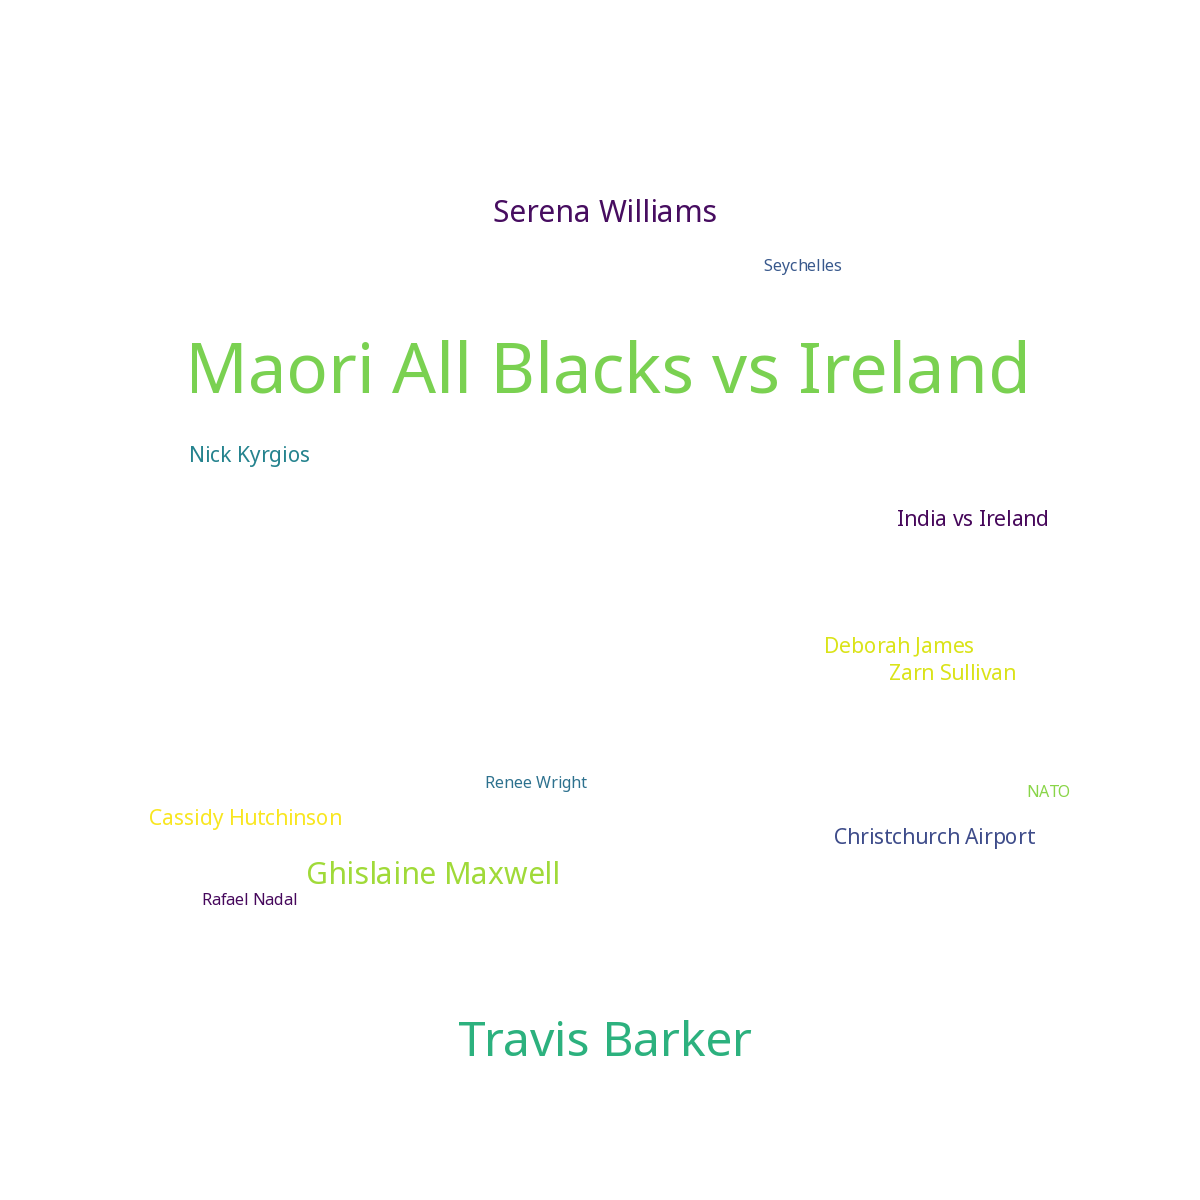 Serena Williams
Seychelles
Maori All Blacks vs Ireland
Nick Kyrgios
India vs Ireland
Deborah James
Zarn Sullivan
Renee Wright
NATO
Cassidy Hutchinson
Christchurch Airport
Ghislaine Maxwell
Rafael Nadal
Travis Barker